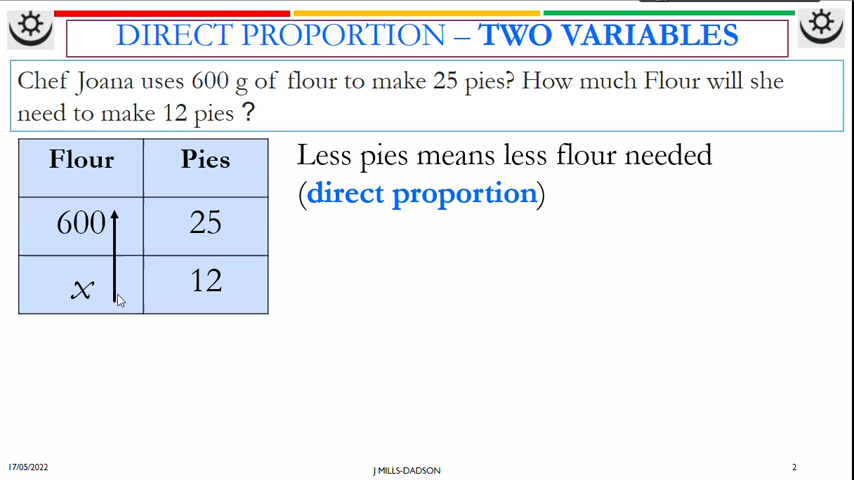 DIRECT PROPORTION – TWO VARIABLES
Chef Joana uses 600 g of flour to make 25 pies? How much Flour will she
need to make 12 pies ?
Flour Pies
600 25
x 12
Less pies means less flour needed
(direct proportion)
17/05/2022
J MILLS-DADSON
2